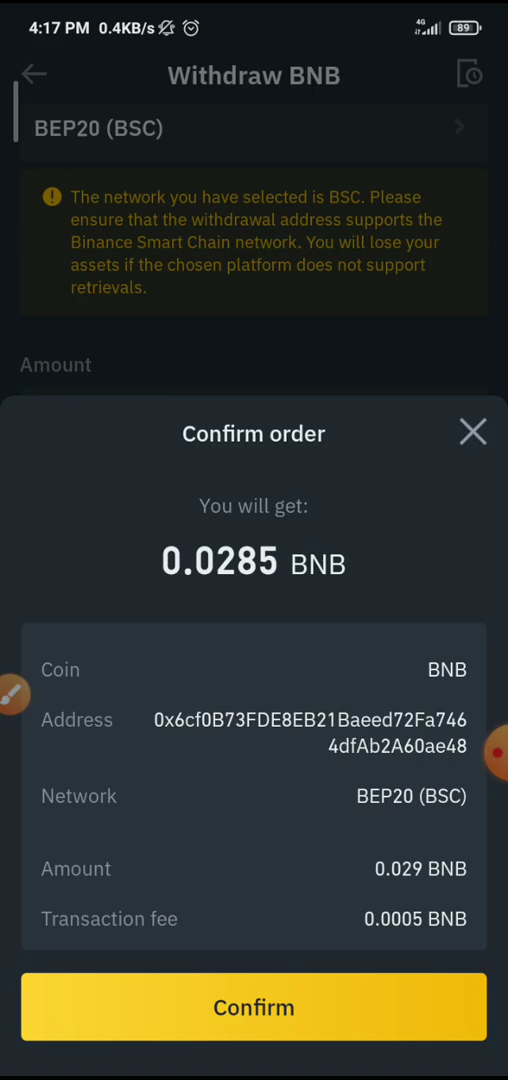 4:17 PM 0.4KB/s 4G 89
Withdraw BNB
BEP20 (BSC)
The network you have selected is BSC. Please
ensure that the withdrawal address supports the
Binance Smart Chain network. You will lose your
assets if the chosen platform does not support
retrievals.
Amount
Confirm order
You will get:
0.0285 BNB
Coin BNB
Address 0x6cf0B73FDE8EB21Baeed72Fa746
4dfAb2A60ae48
Network BEP20 (BSC)
Amount 0.029 BNB
Transaction fee 0.0005 BNB
Confirm